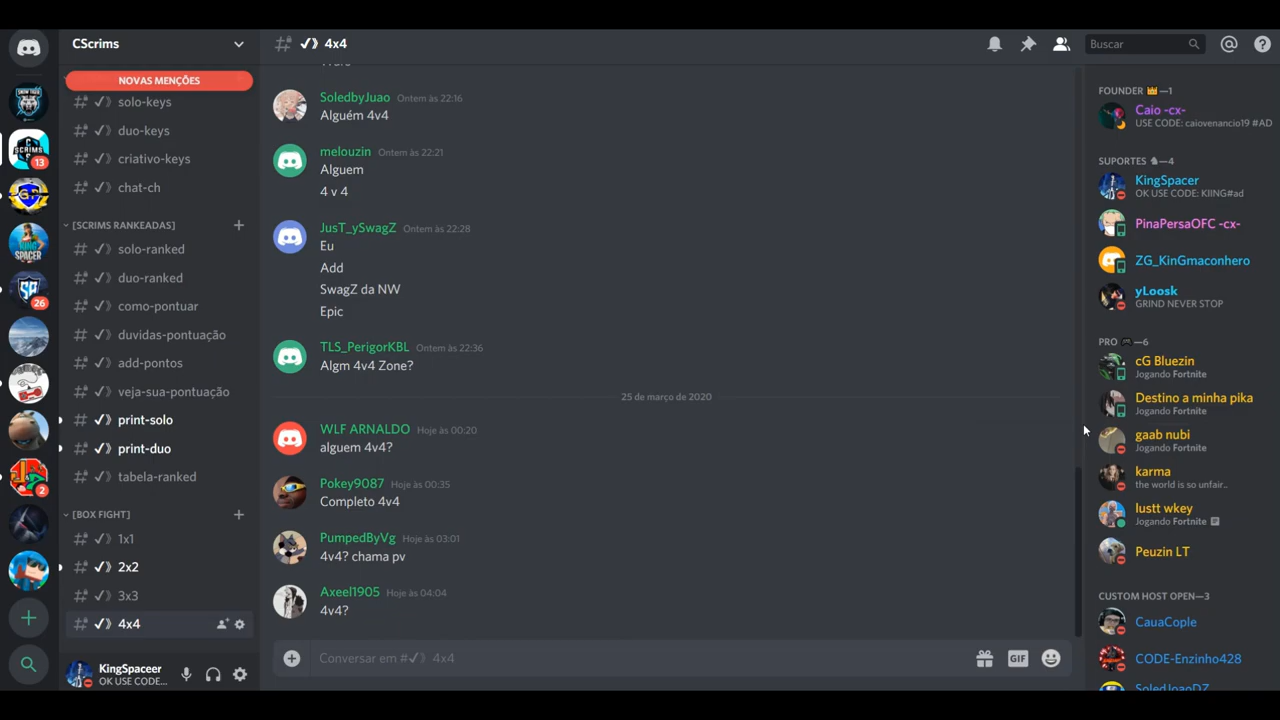 CScrims
NOVAS MENÇÕES
solo-keys
duo-keys
criativo-keys
chat-ch
[SCRIMS RANKEADAS]
solo-ranked
duo-ranked
como-pontuar
duvidas-pontuação
add-pontos
veja-sua-pontuação
print-solo
print-duo
tabela-ranked
[BOX FIGHT]
1x1
2x2
3x3
4x4
KingSpaceer
OK USE CODE...
13
26
2
4x4
Buscar
SoledbyJuao Ontem às 22:16
Alguém 4v4
melouzin Ontem às 22:21
Alguem
4 v 4
JusT_ySwagZ Ontem às 22:28
Eu
Add
SwagZ da NW
Epic
TLS_PerigorKBL Ontem às 22:36
Algm 4v4 Zone?
25 de março de 2020
WLF ARNALDO Hoje às 00:20
alguem 4v4?
Pokey9087 Hoje às 00:35
Completo 4v4
PumpedByVg Hoje às 03:01
4v4? chama pv
Axeel1905 Hoje às 04:04
4v4?
Conversar em #✓》 4x4
GIF
FOUNDER 👑—1
Caio -cx-
USE CODE: caiovenancio19 #AD
SUPORTES ♞—4
KingSpacer
OK USE CODE: KIING#ad
PinaPersaOFC -cx-
ZG_KinGmaconhero
yLoosk
GRIND NEVER STOP
PRO 🎮—6
cG Bluezin
Jogando Fortnite
Destino a minha pika
Jogando Fortnite
gaab nubi
Jogando Fortnite
karma
the world is so unfair..
lustt wkey
Jogando Fortnite
Peuzin LT
CUSTOM HOST OPEN—3
CauaCople
CODE-Enzinho428
SoledJoaoDZ